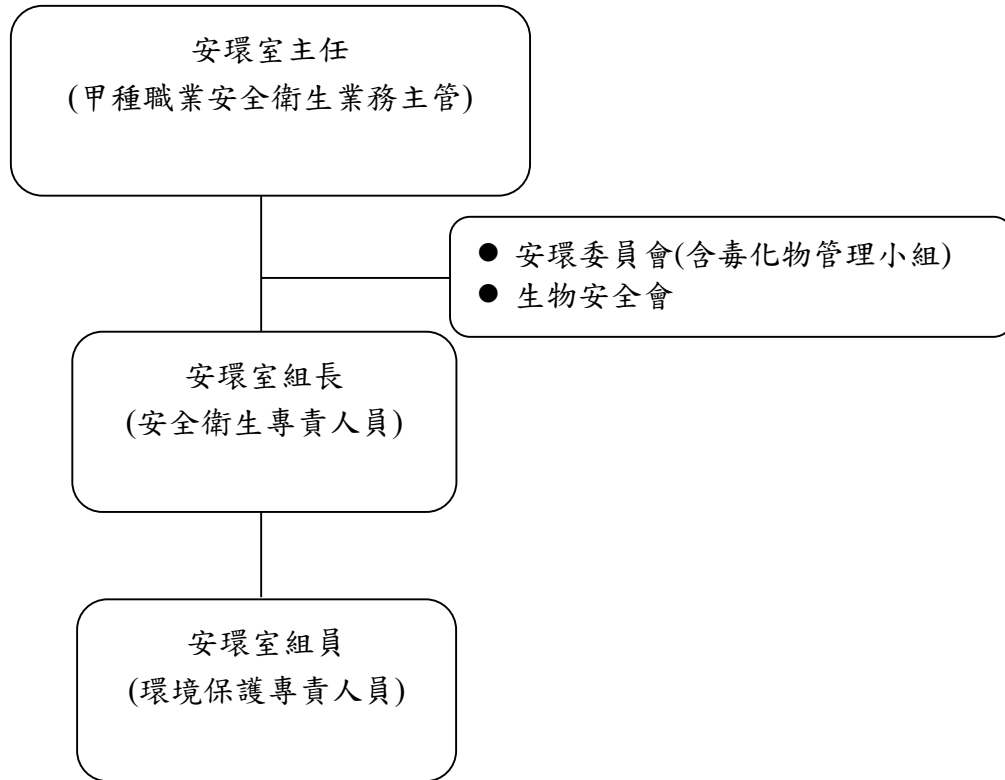 安環室主任
(甲種職業安全衛生業務主管)
● 安環委員會(含毒化物管理小組)
● 生物安全會
安環室組長
(安全衛生專責人員)
安環室組員
(環境保護專責人員)